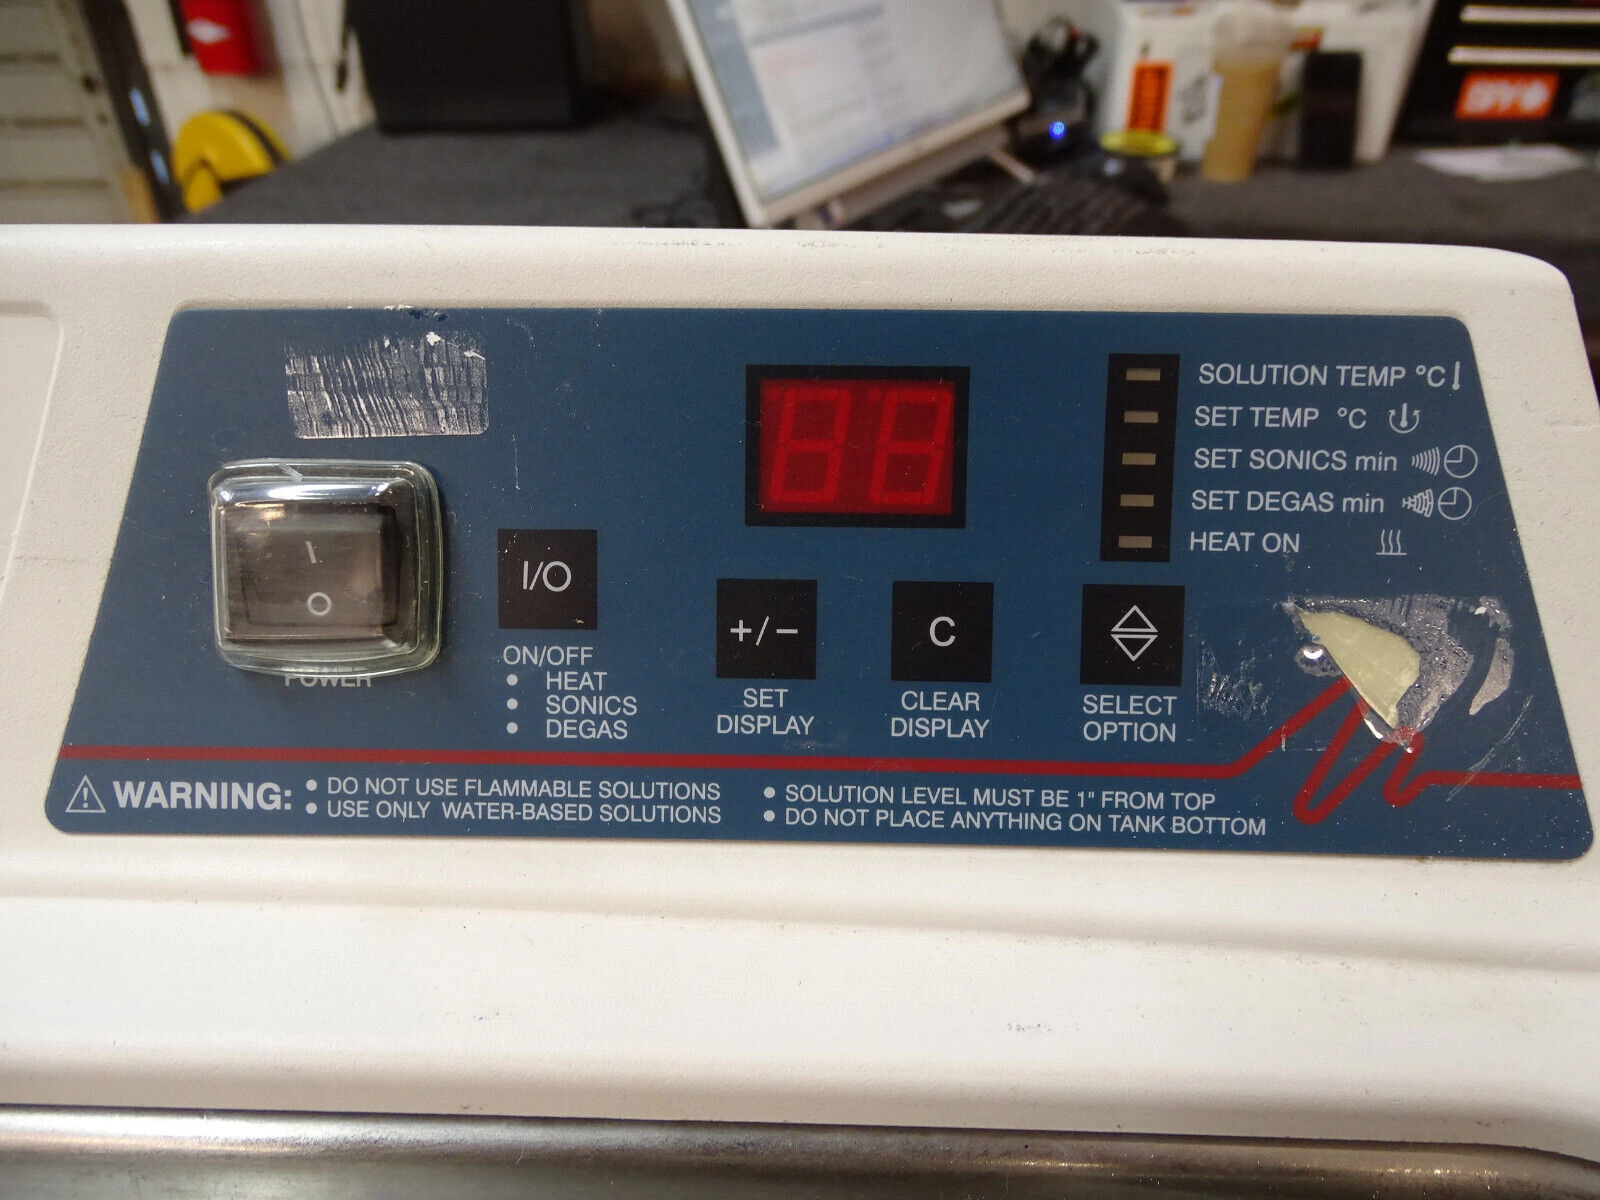 SPYO
SOLUTION TEMP °C
SET TEMP °C
SET SONICS min
SET DEGAS min
HEAT ON
I
O
POWER
I/O
ON/OFF
• HEAT
• SONICS
• DEGAS
+/−
SET
DISPLAY
C
CLEAR
DISPLAY
SELECT
OPTION
WARNING:
• DO NOT USE FLAMMABLE SOLUTIONS
• USE ONLY WATER-BASED SOLUTIONS
• SOLUTION LEVEL MUST BE 1" FROM TOP
• DO NOT PLACE ANYTHING ON TANK BOTTOM